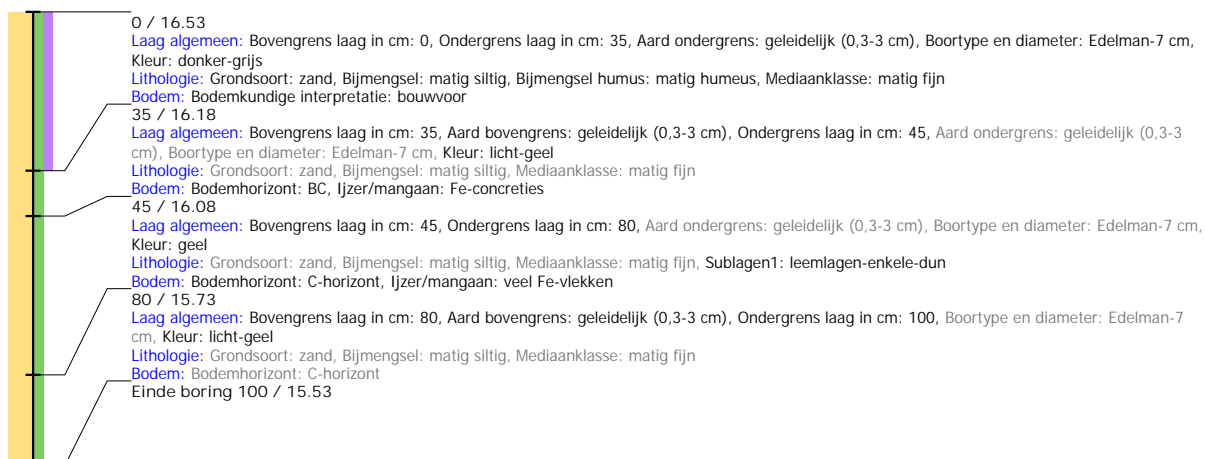 0 / 16.53
Laag algemeen: Bovengrens laag in cm: 0, Ondergrens laag in cm: 35, Aard ondergrens: geleidelijk (0,3-3 cm), Boortype en diameter: Edelman-7 cm,
Kleur: donker-grijs
Lithologie: Grondsoort: zand, Bijmengsel: matig siltig, Bijmengsel humus: matig humeus, Mediaanklasse: matig fijn
Bodem: Bodemkundige interpretatie: bouwvoor
35 / 16.18
Laag algemeen: Bovengrens laag in cm: 35, Aard bovengrens: geleidelijk (0,3-3 cm), Ondergrens laag in cm: 45, Aard ondergrens: geleidelijk (0,3-3
cm), Boortype en diameter: Edelman-7 cm, Kleur: licht-geel
Lithologie: Grondsoort: zand, Bijmengsel: matig siltig, Mediaanklasse: matig fijn
Bodem: Bodemhorizont: BC, Ijzer/mangaan: Fe-concreties
45 / 16.08
Laag algemeen: Bovengrens laag in cm: 45, Ondergrens laag in cm: 80, Aard ondergrens: geleidelijk (0,3-3 cm), Boortype en diameter: Edelman-7 cm,
Kleur: geel
Lithologie: Grondsoort: zand, Bijmengsel: matig siltig, Mediaanklasse: matig fijn, Sublagen1: leemlagen-enkele-dun
Bodem: Bodemhorizont: C-horizont, Ijzer/mangaan: veel Fe-vlekken
80 / 15.73
Laag algemeen: Bovengrens laag in cm: 80, Aard bovengrens: geleidelijk (0,3-3 cm), Ondergrens laag in cm: 100, Boortype en diameter: Edelman-7
cm, Kleur: licht-geel
Lithologie: Grondsoort: zand, Bijmengsel: matig siltig, Mediaanklasse: matig fijn
Bodem: Bodemhorizont: C-horizont
Einde boring 100 / 15.53